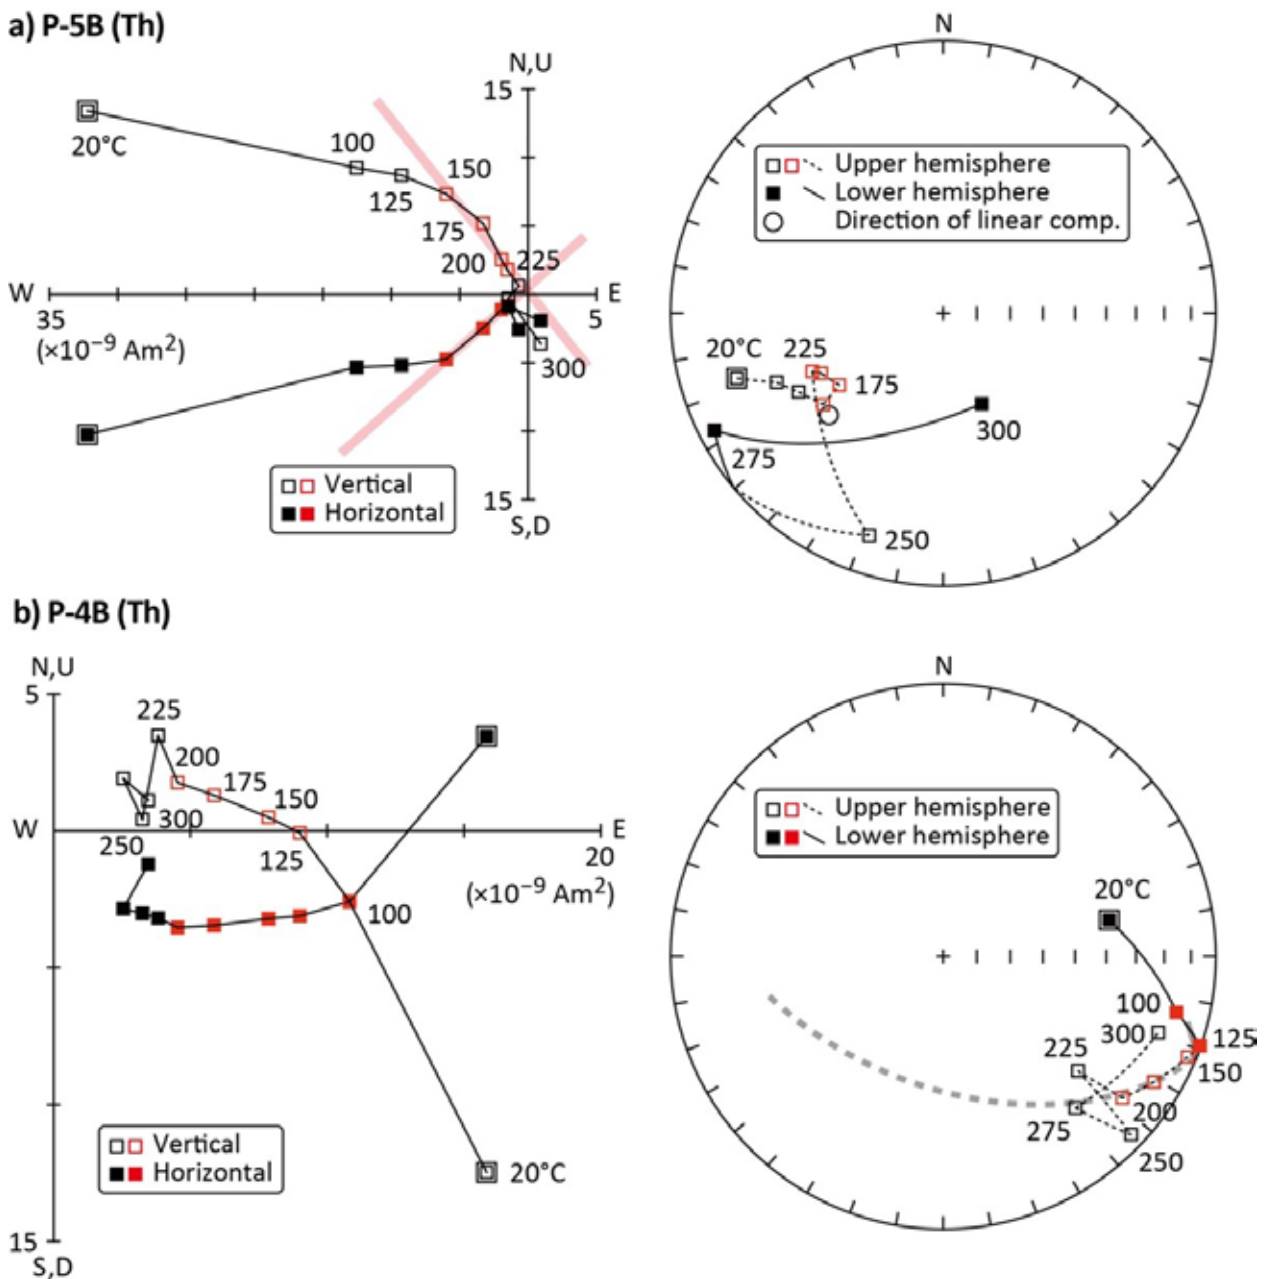 a) P-5B (Th)
N,U
15
20°C
100
125
150
175
200
225
W
E
35
5
(×10⁻⁹ Am²)
300
Vertical
Horizontal
15
S,D
N
Upper hemisphere
Lower hemisphere
Direction of linear comp.
20°C
225
175
300
275
250
b) P-4B (Th)
N,U
5
225
200
175
150
W
300
E
250
125
20
(×10⁻⁹ Am²)
100
Vertical
Horizontal
20°C
15
S,D
N
Upper hemisphere
Lower hemisphere
20°C
100
300
125
225
150
200
275
250